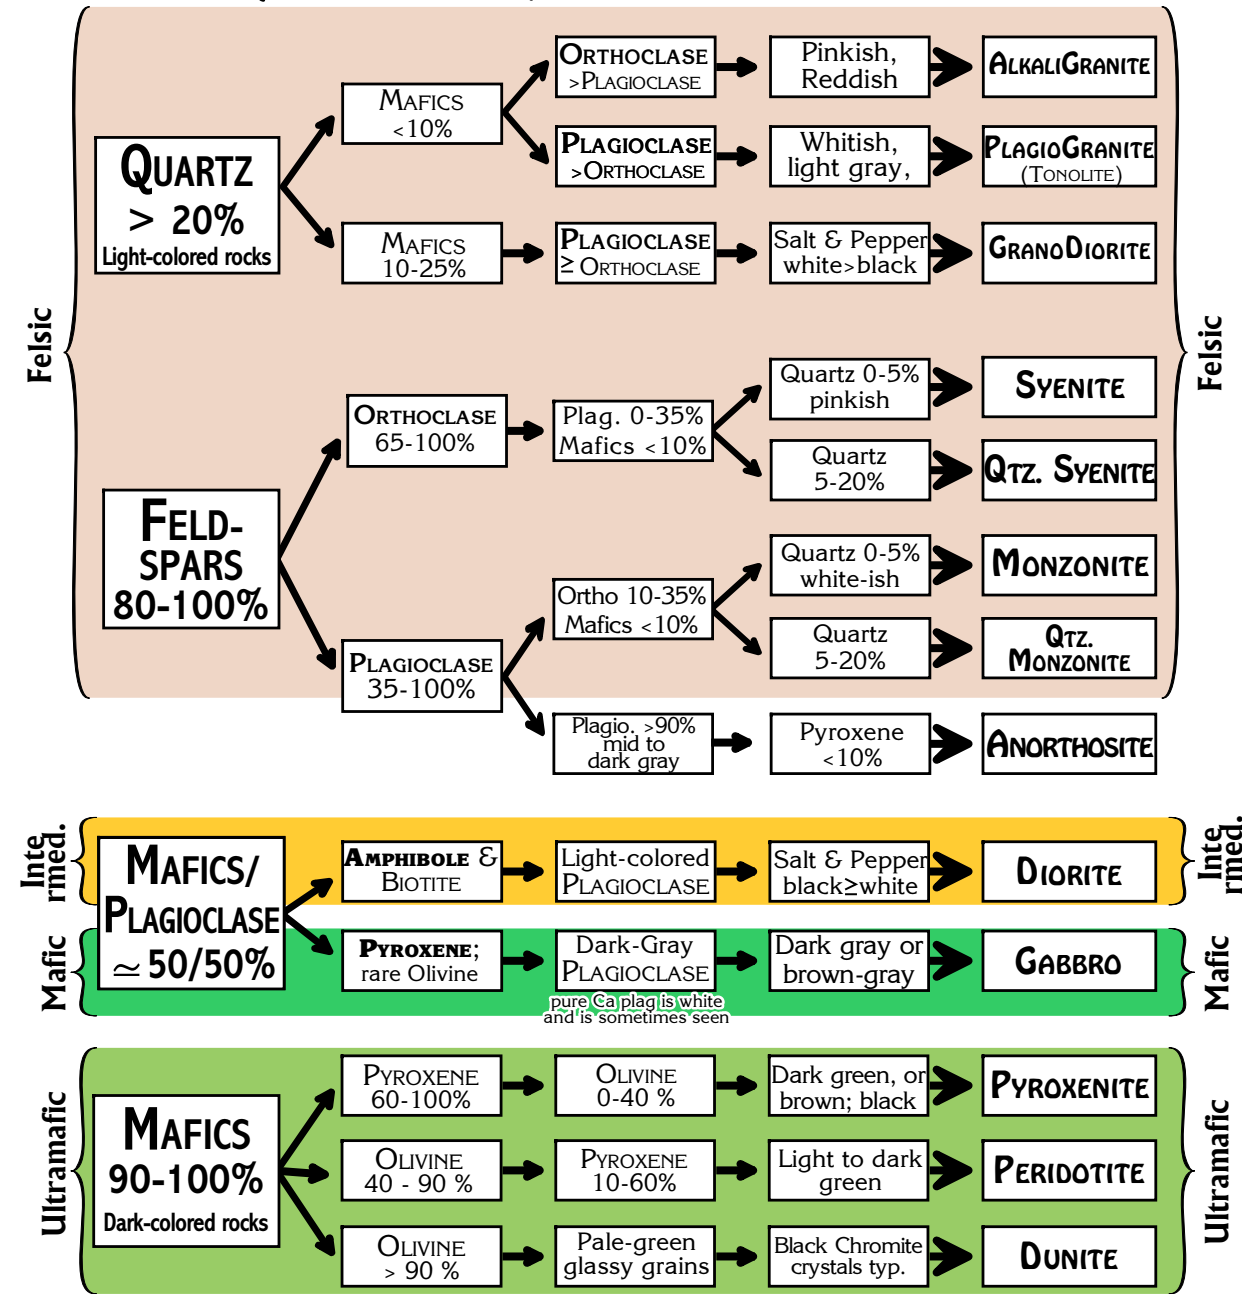 Felsic
QUARTZ
> 20%
Light-colored rocks
MAFICS
<10%
ORTHOCLASE
>PLAGIOCLASE
Pinkish,
Reddish
ALKALIGRANITE
PLAGIOCLASE
>ORTHOCLASE
Whitish,
light gray,
PLAGIOGRANITE
(TONOLITE)
MAFICS
10-25%
PLAGIOCLASE
≥ ORTHOCLASE
Salt & Pepper
white>black
GRANODIORITE
Felsic
FELD-
SPARS
80-100%
ORTHOCLASE
65-100%
Plag. 0-35%
Mafics <10%
Quartz 0-5%
pinkish
SYENITE
Quartz
5-20%
QTZ. SYENITE
PLAGIOCLASE
35-100%
Ortho 10-35%
Mafics <10%
Quartz 0-5%
white-ish
MONZONITE
Quartz
5-20%
QTZ.
MONZONITE
Plagio. >90%
mid to
dark gray
Pyroxene
<10%
ANORTHOSITE
Inte
rmed.
MAFICS/
PLAGIOCLASE
≃ 50/50%
AMPHIBOLE &
BIOTITE
Light-colored
PLAGIOCLASE
Salt & Pepper
black≥white
DIORITE
Inte
rmed.
Mafic
PYROXENE;
rare Olivine
Dark-Gray
PLAGIOCLASE
pure Ca plag is white
and is sometimes seen
Dark gray or
brown-gray
GABBRO
Mafic
Ultramafic
MAFICS
90-100%
Dark-colored rocks
PYROXENE
60-100%
OLIVINE
0-40 %
Dark green, or
brown; black
PYROXENITE
OLIVINE
40 - 90 %
PYROXENE
10-60%
Light to dark
green
PERIDOTITE
OLIVINE
> 90 %
Pale-green
glassy grains
Black Chromite
crystals typ.
DUNITE
Ultramafic